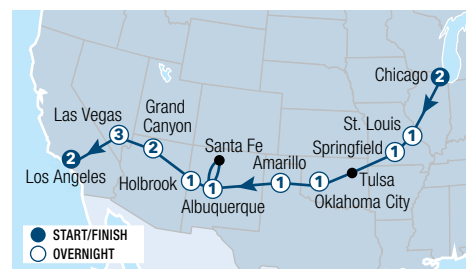 Chicago
2
St. Louis
1
Springfield
1
Tulsa
Oklahoma City
1
Amarillo
1
Santa Fe
Albuquerque
1
Holbrook
1
Grand
Canyon
2
Las Vegas
3
Los Angeles
2
START/FINISH
OVERNIGHT